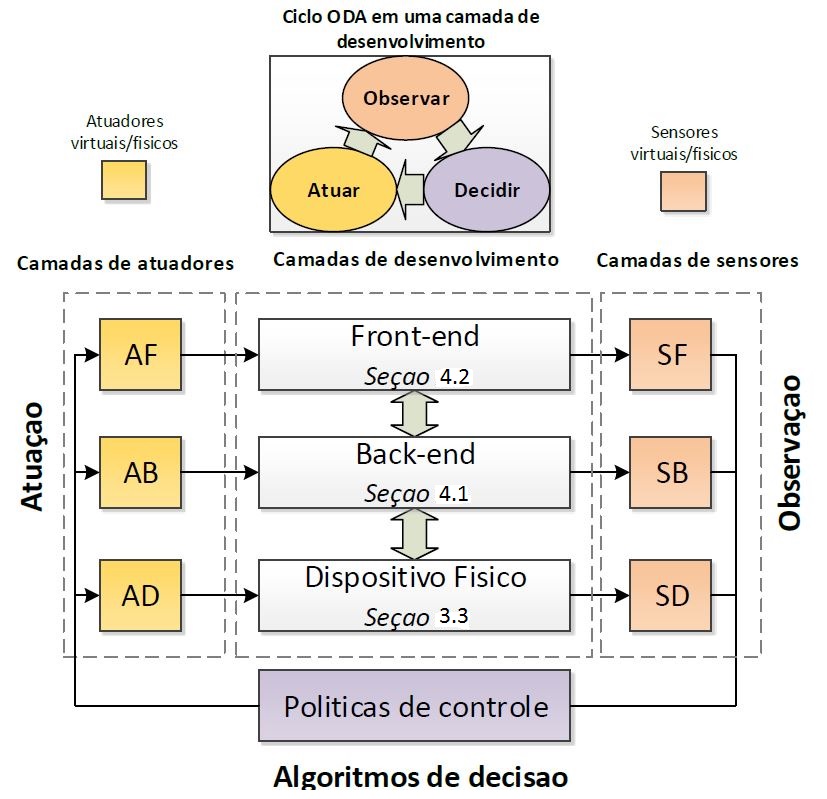 Ciclo ODA em uma camada de
desenvolvimento
Observar
Atuar
Decidir
Atuadores
virtuais/fisicos
Sensores
virtuais/fisicos
Camadas de atuadores
Camadas de desenvolvimento
Camadas de sensores
Atuaçao
AF
Front-end
Seçao 4.2
SF
AB
Back-end
Seçao 4.1
SB
AD
Dispositivo Fisico
Seçao 3.3
SD
Observaçao
Politicas de controle
Algoritmos de decisao